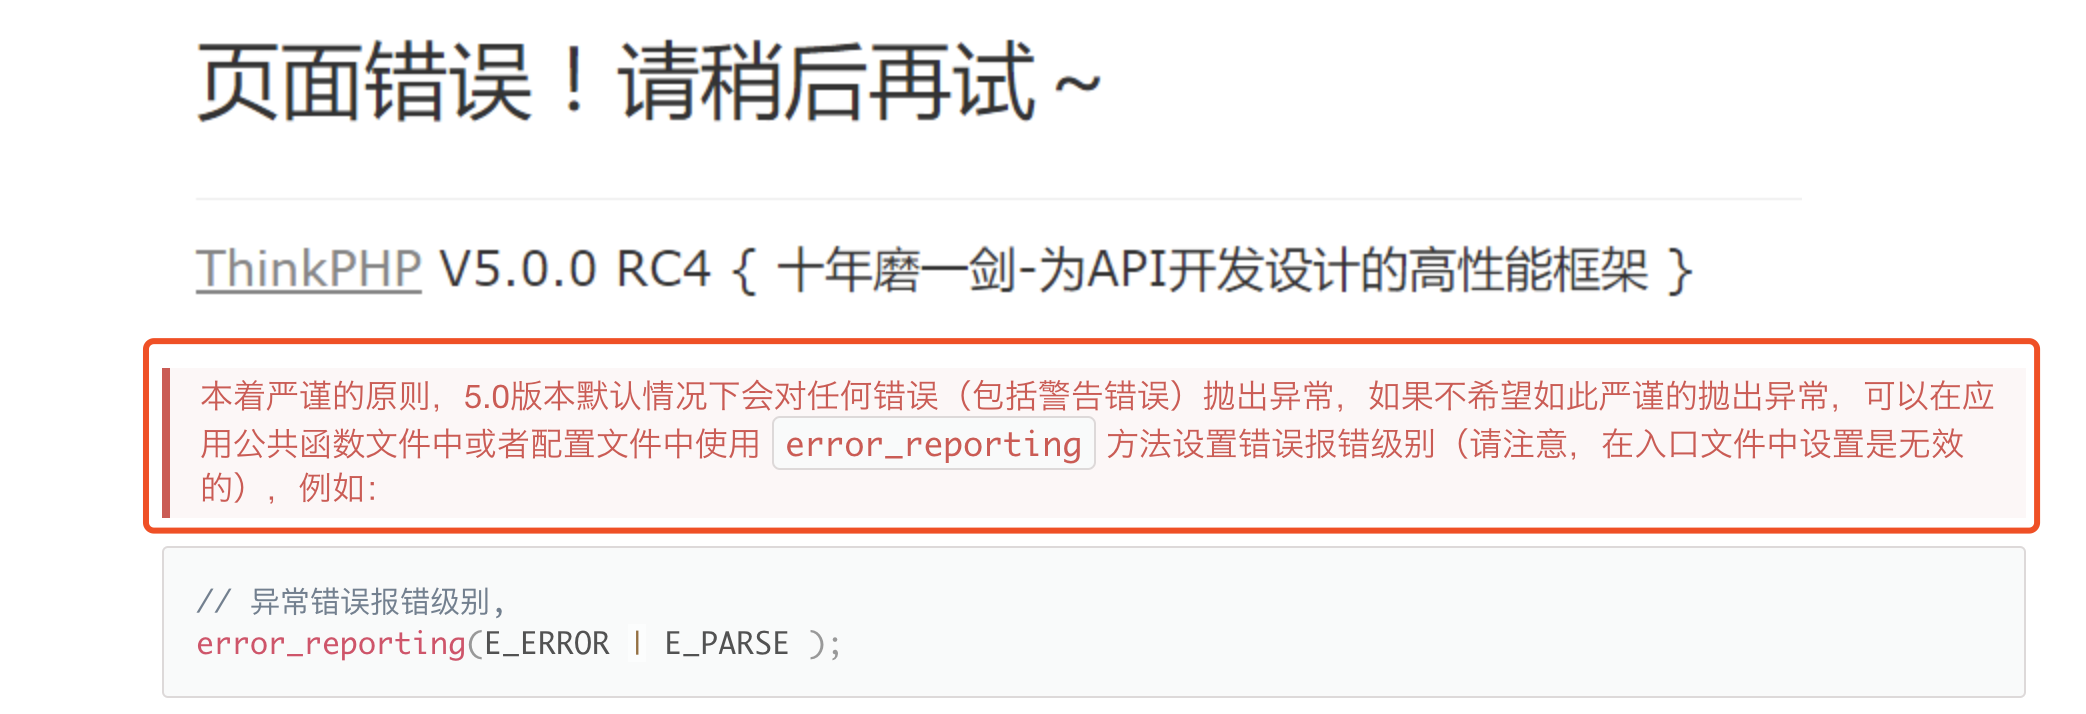 页面错误！请稍后再试～
ThinkPHP V5.0.0 RC4 { 十年磨一剑-为API开发设计的高性能框架 }
本着严谨的原则，5.0版本默认情况下会对任何错误（包括警告错误）抛出异常，如果不希望如此严谨的抛出异常，可以在应
用公共函数文件中或者配置文件中使用 error_reporting 方法设置错误报错级别（请注意，在入口文件中设置是无效
的），例如：
// 异常错误报错级别,
error_reporting(E_ERROR | E_PARSE );